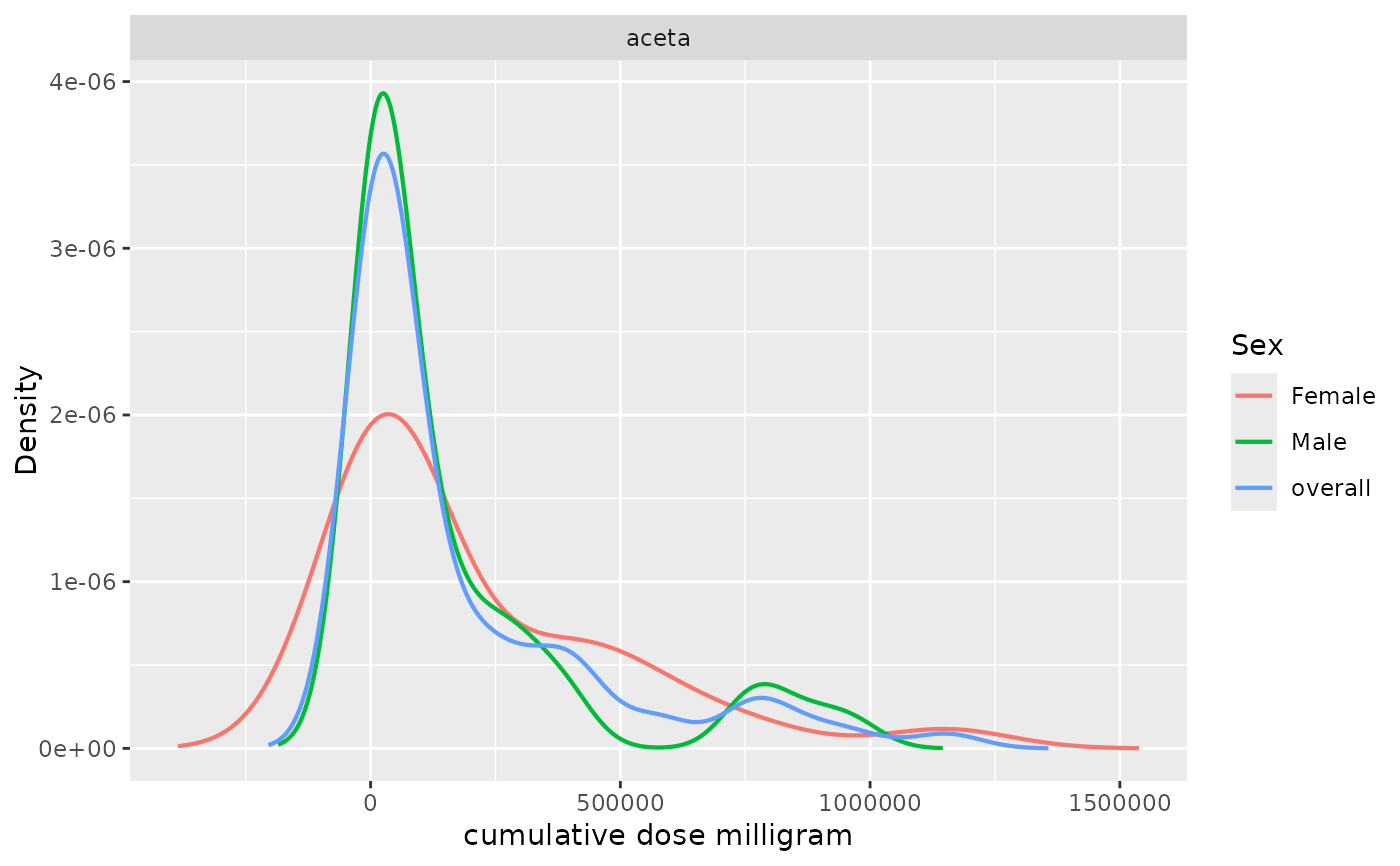 aceta
4e-06
3e-06
2e-06
1e-06
0e+00
Density
0
500000
1000000
1500000
cumulative dose milligram
Sex
Female
Male
overall